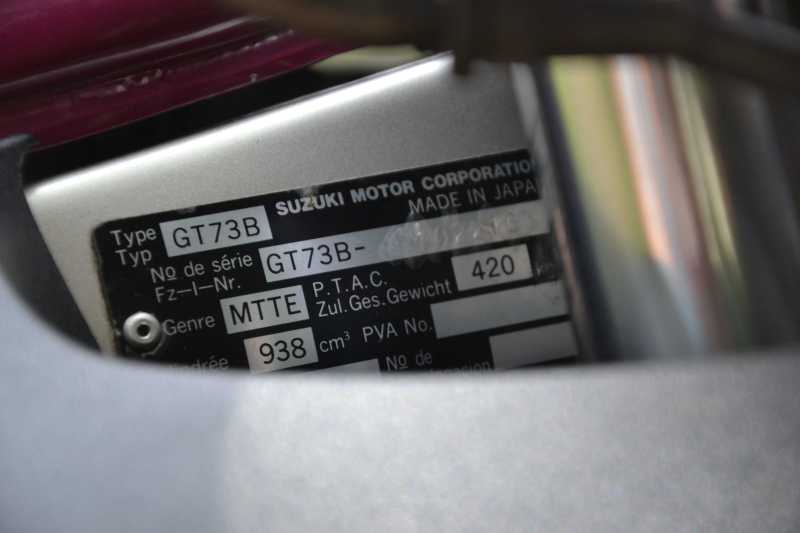 SUZUKI MOTOR CORPORATION
MADE IN JAPA
Type
Typ GT73B
No de série
Fz-I-Nr. GT73B-
Genre MTTE P.T.A.C.
Zul.Ges.Gewicht 420
938 cm³ PVA No.
No de